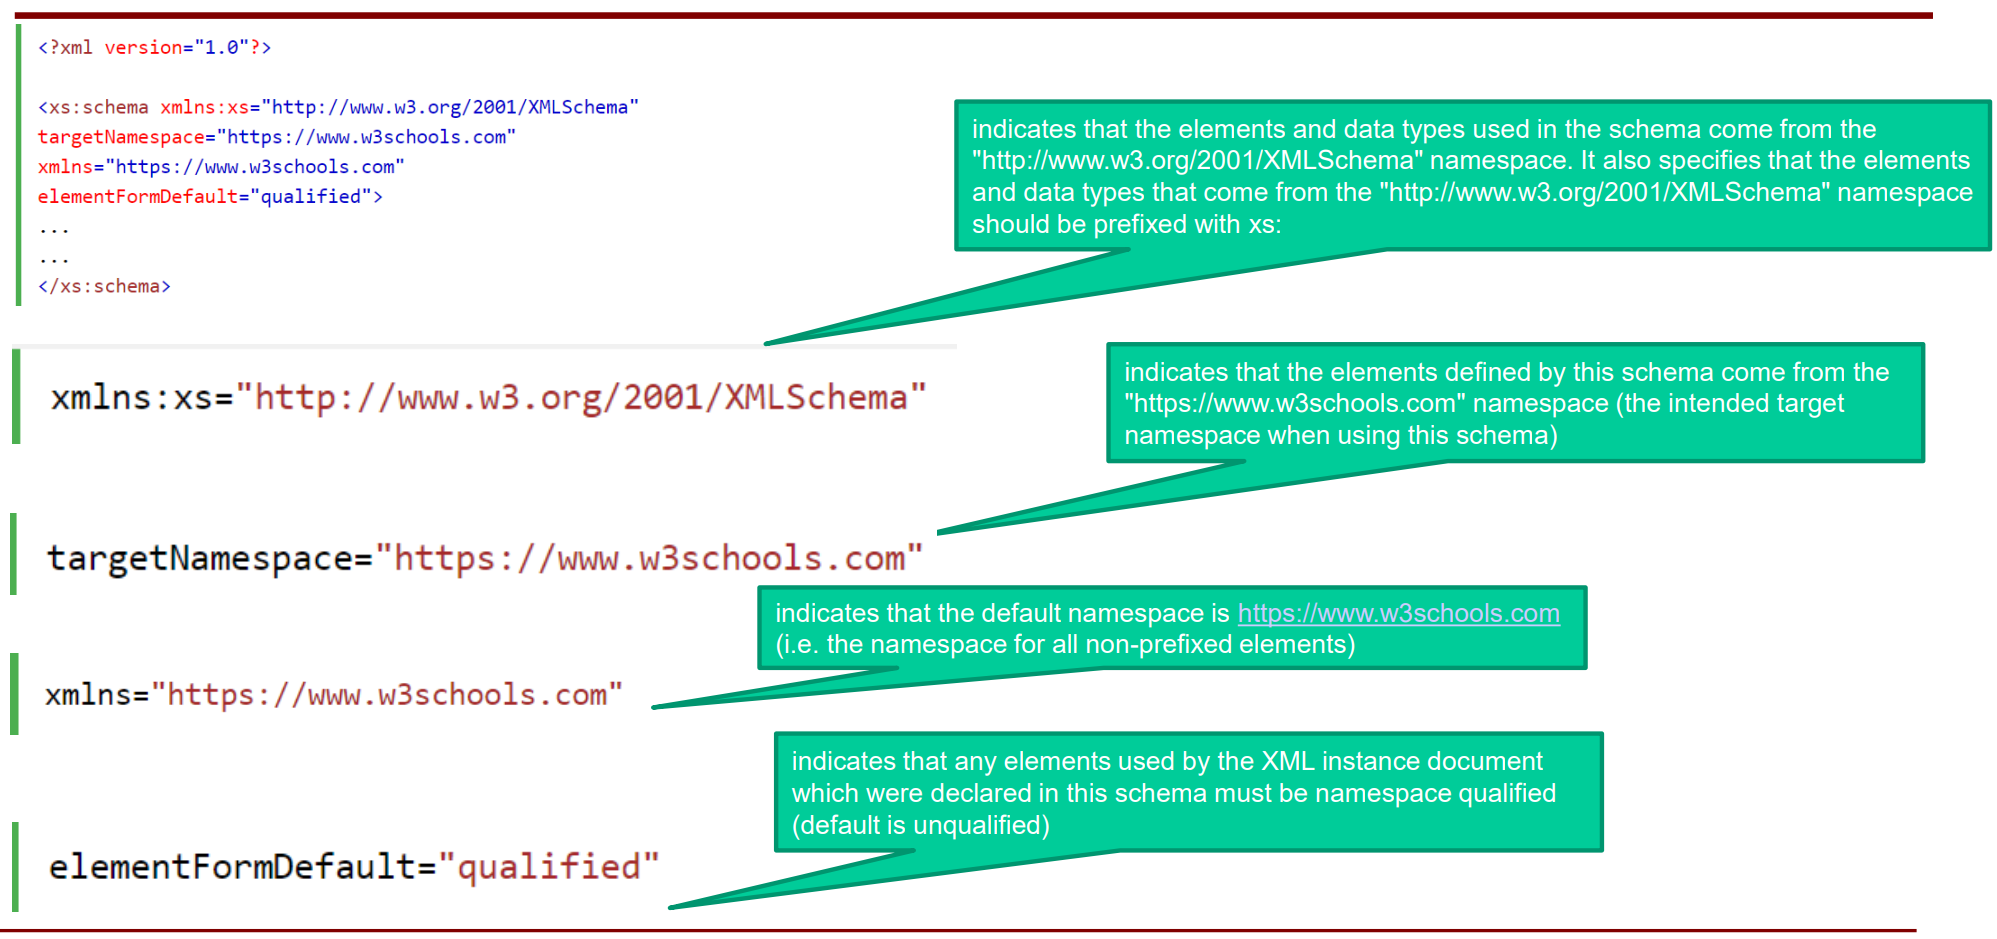 <?xml version="1.0"?>
<xs:schema xmlns:xs="http://www.w3.org/2001/XMLSchema"
targetNamespace="https://www.w3schools.com"
xmlns="https://www.w3schools.com"
elementFormDefault="qualified">
...
...
</xs:schema>
indicates that the elements and data types used in the schema come from the
"http://www.w3.org/2001/XMLSchema" namespace. It also specifies that the elements
and data types that come from the "http://www.w3.org/2001/XMLSchema" namespace
should be prefixed with xs:
xmlns:xs="http://www.w3.org/2001/XMLSchema"
indicates that the elements defined by this schema come from the
"https://www.w3schools.com" namespace (the intended target
namespace when using this schema)
targetNamespace="https://www.w3schools.com"
indicates that the default namespace is https://www.w3schools.com
(i.e. the namespace for all non-prefixed elements)
xmlns="https://www.w3schools.com"
indicates that any elements used by the XML instance document
which were declared in this schema must be namespace qualified
(default is unqualified)
elementFormDefault="qualified"